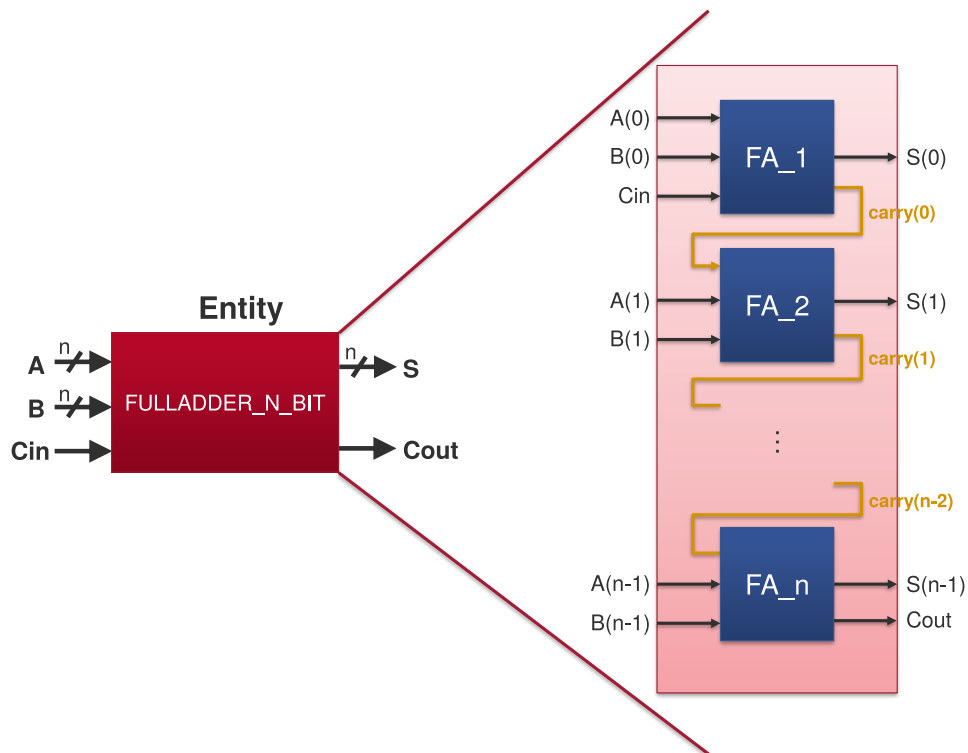 Entity
n
A
n
B
Cin
FULLADDER_N_BIT
n
S
Cout
A(0)
B(0)
Cin
FA_1
S(0)
carry(0)
A(1)
B(1)
FA_2
S(1)
carry(1)
...
carry(n-2)
A(n-1)
B(n-1)
FA_n
S(n-1)
Cout